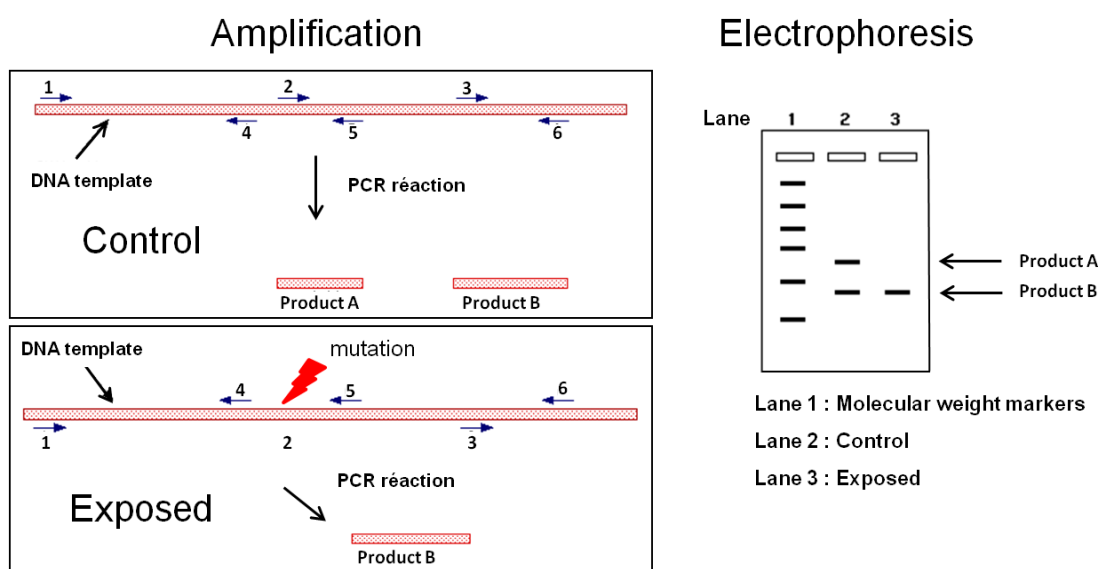 Amplification
Electrophoresis
1 2 3
4 5 6
DNA template
PCR réaction
Control
Product A Product B
DNA template
mutation
4 5 6
1 2 3
PCR réaction
Exposed
Product B
Lane 1 2 3
Product A
Product B
Lane 1 : Molecular weight markers
Lane 2 : Control
Lane 3 : Exposed